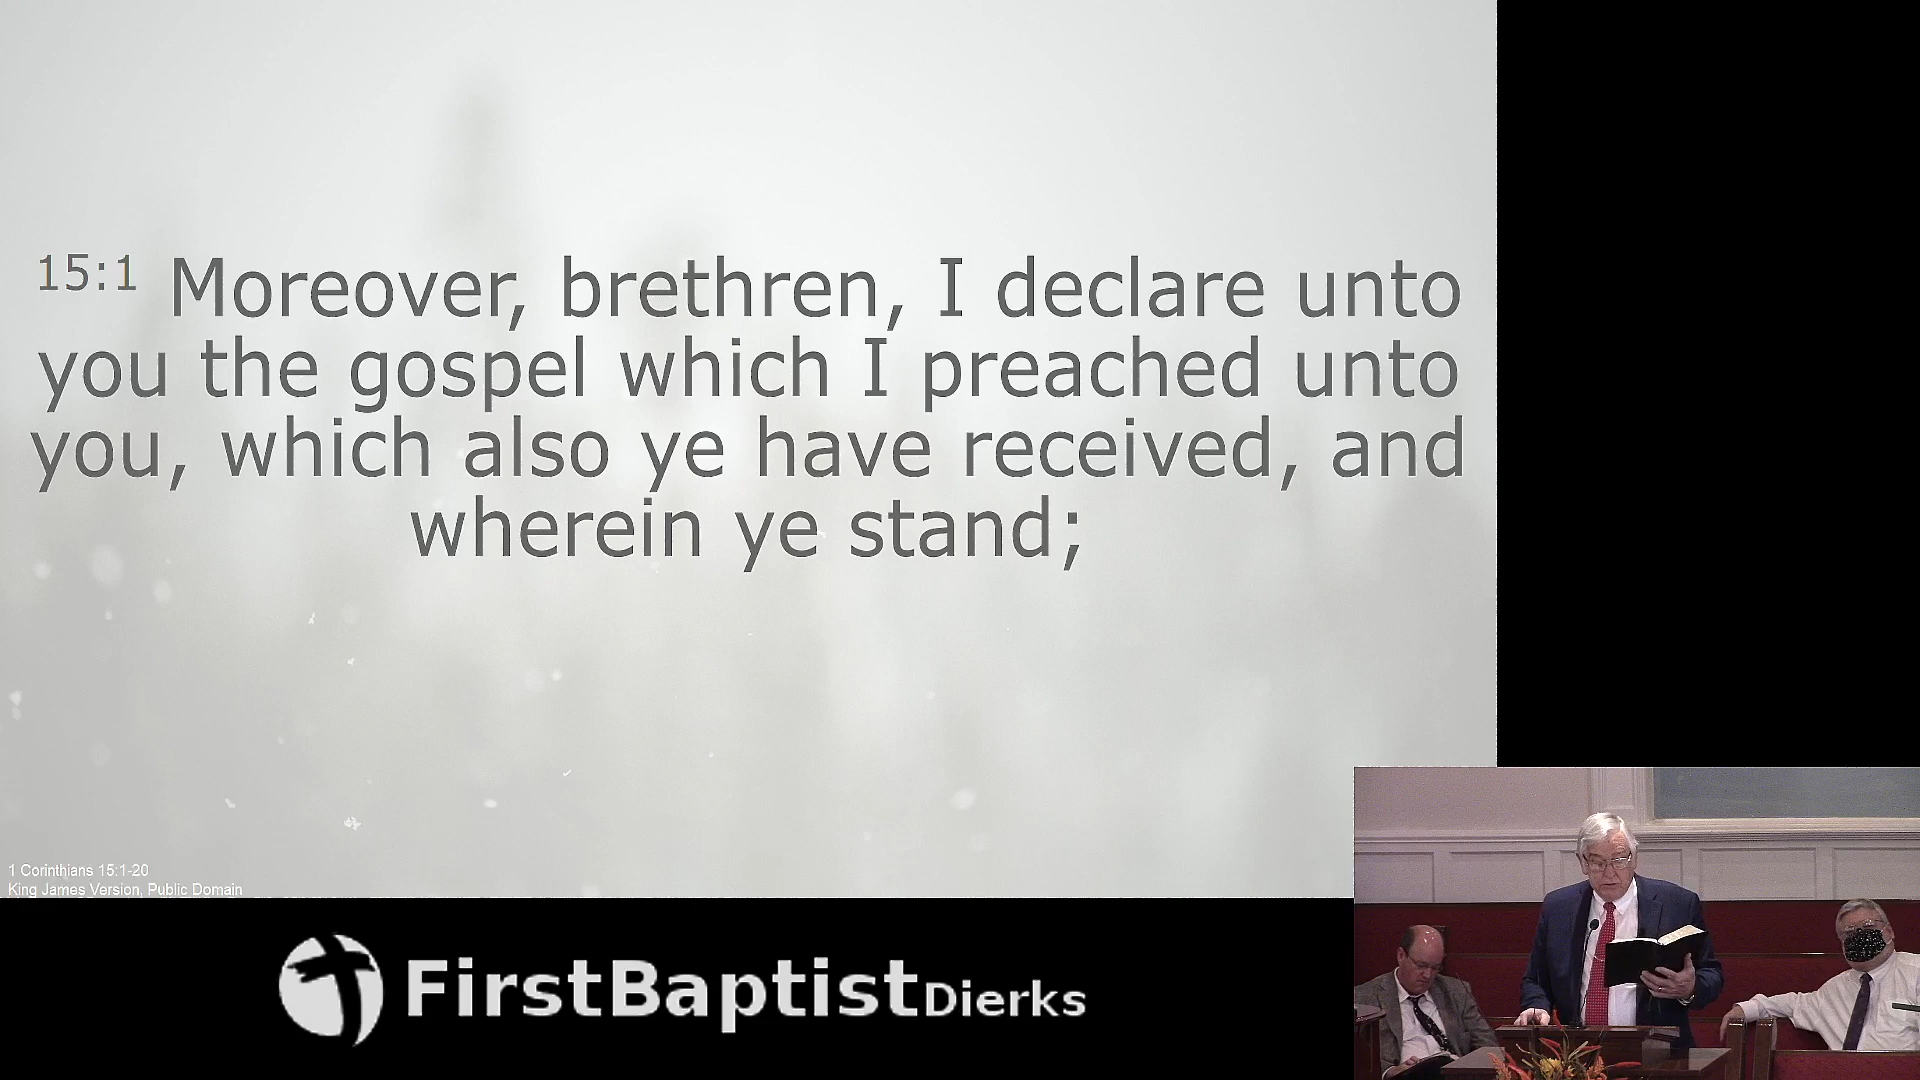 15:1 Moreover, brethren, I declare unto
you the gospel which I preached unto
you, which also ye have received, and
wherein ye stand;
1 Corinthians 15:1-20
King James Version, Public Domain
FirstBaptistDierks